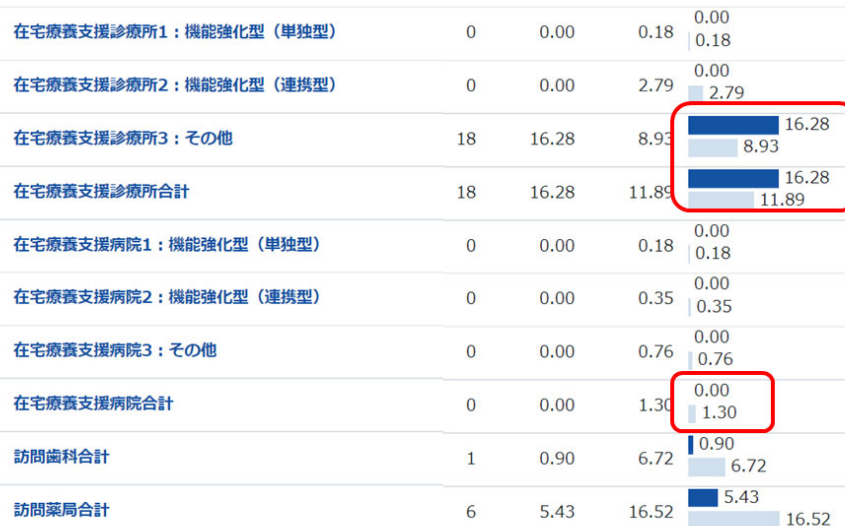 在宅療養支援診療所1：機能強化型（単独型） 0 0.00 0.18 0.00 0.18
在宅療養支援診療所2：機能強化型（連携型） 0 0.00 2.79 0.00 2.79
在宅療養支援診療所3：その他 18 16.28 8.93 16.28 8.93
在宅療養支援診療所合計 18 16.28 11.89 16.28 11.89
在宅療養支援病院1：機能強化型（単独型） 0 0.00 0.18 0.00 0.18
在宅療養支援病院2：機能強化型（連携型） 0 0.00 0.35 0.00 0.35
在宅療養支援病院3：その他 0 0.00 0.76 0.00 0.76
在宅療養支援病院合計 0 0.00 1.30 0.00 1.30
訪問歯科合計 1 0.90 6.72 0.90 6.72
訪問薬局合計 6 5.43 16.52 5.43 16.52